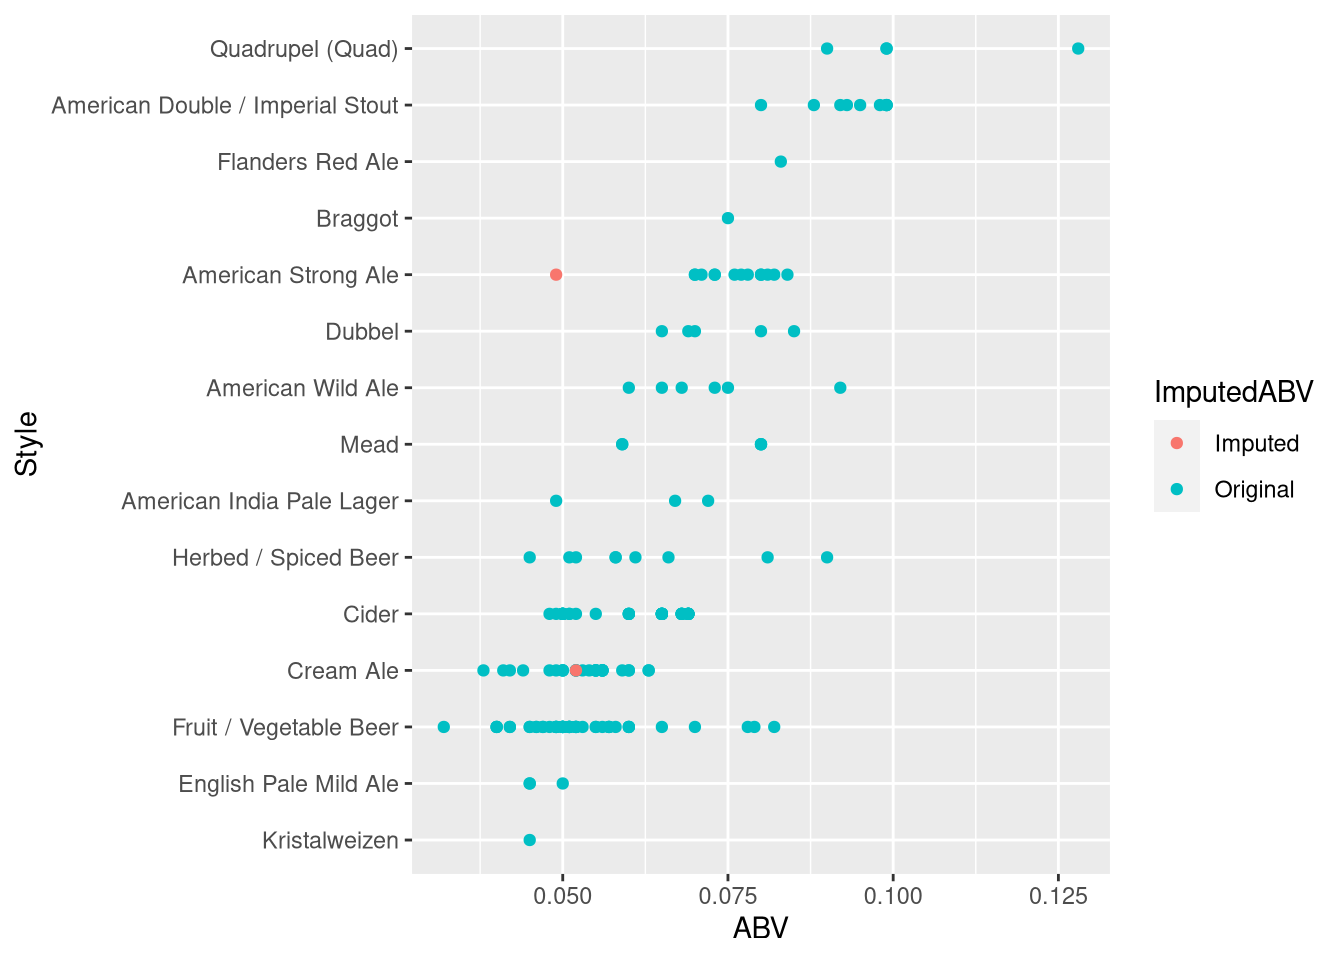 Quadrupel (Quad)
American Double / Imperial Stout
Flanders Red Ale
Braggot
American Strong Ale
Dubbel
American Wild Ale
Mead
American India Pale Lager
Herbed / Spiced Beer
Cider
Cream Ale
Fruit / Vegetable Beer
English Pale Mild Ale
Kristalweizen
Style
0.050 0.075 0.100 0.125
ABV
ImputedABV
Imputed
Original